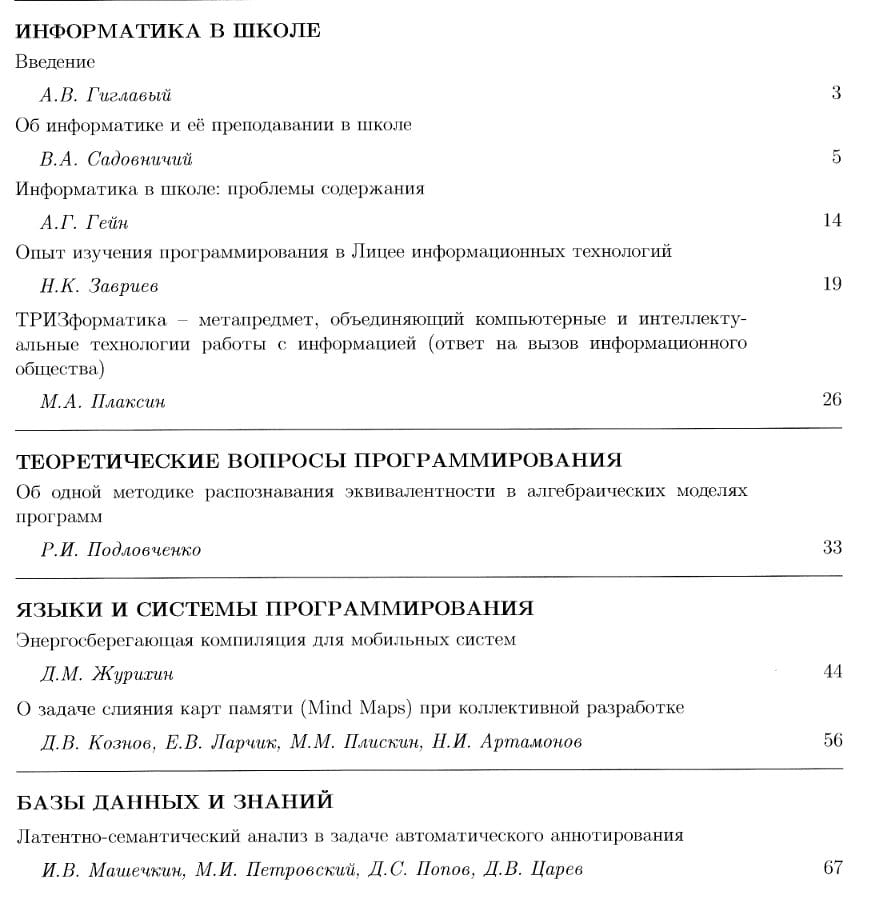 ИНФОРМАТИКА В ШКОЛЕ
Введение
А.В. Гиглавый 3
Об информатике и её преподавании в школе
В.А. Садовничий 5
Информатика в школе: проблемы содержания
А.Г. Гейн 14
Опыт изучения программирования в Лицее информационных технологий
Н.К. Завриев 19
ТРИЗформатика – метапредмет, объединяющий компьютерные и интеллекту-
альные технологии работы с информацией (ответ на вызов информационного
общества)
М.А. Плаксин 26
ТЕОРЕТИЧЕСКИЕ ВОПРОСЫ ПРОГРАММИРОВАНИЯ
Об одной методике распознавания эквивалентности в алгебраических моделях
программ
Р.И. Подловченко 33
ЯЗЫКИ И СИСТЕМЫ ПРОГРАММИРОВАНИЯ
Энергосберегающая компиляция для мобильных систем
Д.М. Журихин 44
О задаче слияния карт памяти (Mind Maps) при коллективной разработке
Д.В. Кознов, Е.В. Ларчик, М.М. Плискин, Н.И. Артамонов 56
БАЗЫ ДАННЫХ И ЗНАНИЙ
Латентно-семантический анализ в задаче автоматического аннотирования
И.В. Машечкин, М.И. Петровский, Д.С. Попов, Д.В. Царев 67